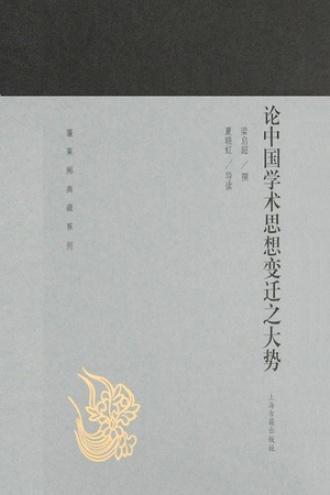 论中国学术思想变迁之大势
梁启超／撰
夏晓虹／导读
上海古籍出版社
蓬莱阁典藏系列